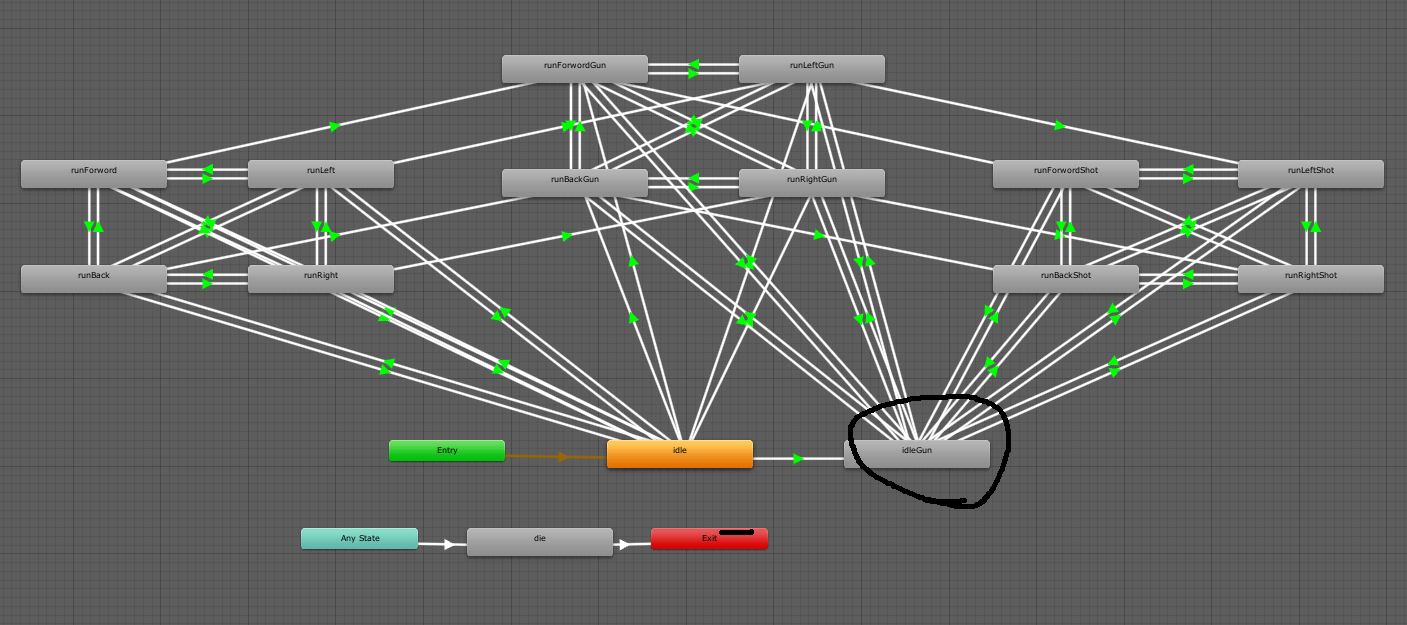 runForwordGun
runLeftGun
runForword
runLeft
runBackGun
runRightGun
runForwordShot
runLeftShot
runBack
runRight
runBackShot
runRightShot
Entry
idle
idleGun
Any State
die
Exit